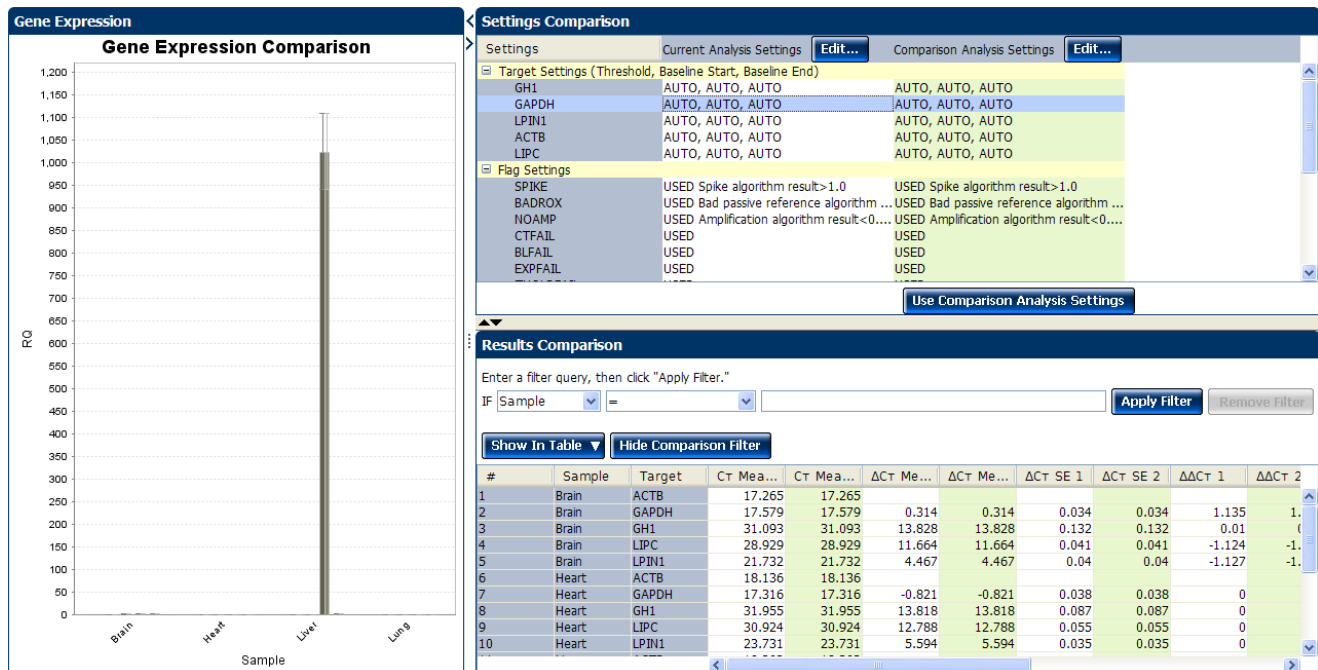 Gene Expression
Gene Expression Comparison
1,200
1,150
1,100
1,050
1,000
950
900
850
800
750
700
650
600
550
500
450
400
350
300
250
200
150
100
50
0
RQ
Brain
Heart
Liver
Lung
Sample
Settings Comparison
Settings Current Analysis Settings Edit... Comparison Analysis Settings Edit...
Target Settings (Threshold, Baseline Start, Baseline End)
GH1 AUTO, AUTO, AUTO AUTO, AUTO, AUTO
GAPDH AUTO, AUTO, AUTO AUTO, AUTO, AUTO
LPIN1 AUTO, AUTO, AUTO AUTO, AUTO, AUTO
ACTB AUTO, AUTO, AUTO AUTO, AUTO, AUTO
LIPC AUTO, AUTO, AUTO AUTO, AUTO, AUTO
Flag Settings
SPIKE USED Spike algorithm result>1.0 USED Spike algorithm result>1.0
BADROX USED Bad passive reference algorithm ... USED Bad passive reference algorithm ...
NOAMP USED Amplification algorithm result<0.... USED Amplification algorithm result<0....
CTFAIL USED USED
BLFAIL USED USED
EXPFAIL USED USED
Use Comparison Analysis Settings
Results Comparison
Enter a filter query, then click "Apply Filter."
IF Sample = Apply Filter Remove Filter
Show In Table ▼ Hide Comparison Filter
# Sample Target Cт Mea... Cт Mea... ΔCт Me... ΔCт Me... ΔCт SE 1 ΔCт SE 2 ΔΔCт 1 ΔΔCт 2
1 Brain ACTB 17.265 17.265
2 Brain GAPDH 17.579 17.579 0.314 0.314 0.034 0.034 1.135 1.
3 Brain GH1 31.093 31.093 13.828 13.828 0.132 0.132 0.01
4 Brain LIPC 28.929 28.929 11.664 11.664 0.041 0.041 -1.124 -1.
5 Brain LPIN1 21.732 21.732 4.467 4.467 0.04 0.04 -1.127 -1.
6 Heart ACTB 18.136 18.136
7 Heart GAPDH 17.316 17.316 -0.821 -0.821 0.038 0.038 0
8 Heart GH1 31.955 31.955 13.818 13.818 0.087 0.087 0
9 Heart LIPC 30.924 30.924 12.788 12.788 0.055 0.055 0
10 Heart LPIN1 23.731 23.731 5.594 5.594 0.035 0.035 0